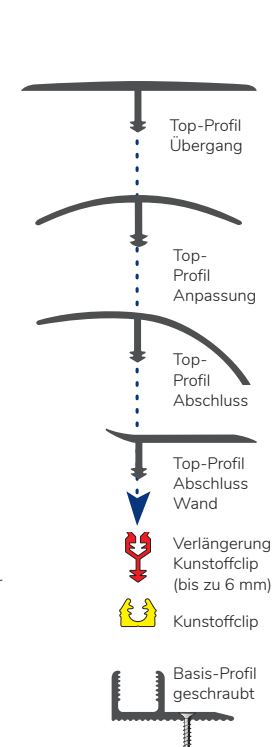 Top-Profil
Übergang
Top-
Profil
Anpassung
Top-
Profil
Abschluss
Top-Profil
Abschluss
Wand
Verlängerung
Kunstoffclip
(bis zu 6 mm)
Kunstoffclip
Basis-Profil
geschraubt